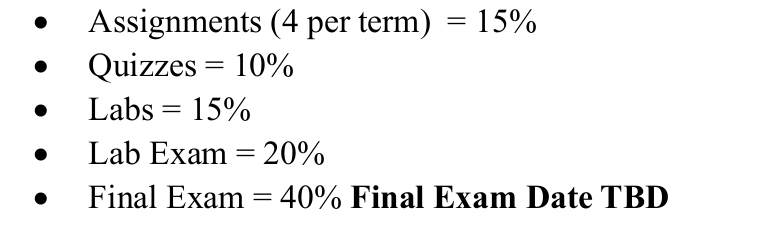 • Assignments (4 per term)  = 15%
• Quizzes = 10%
• Labs = 15%
• Lab Exam = 20%
• Final Exam = 40% Final Exam Date TBD